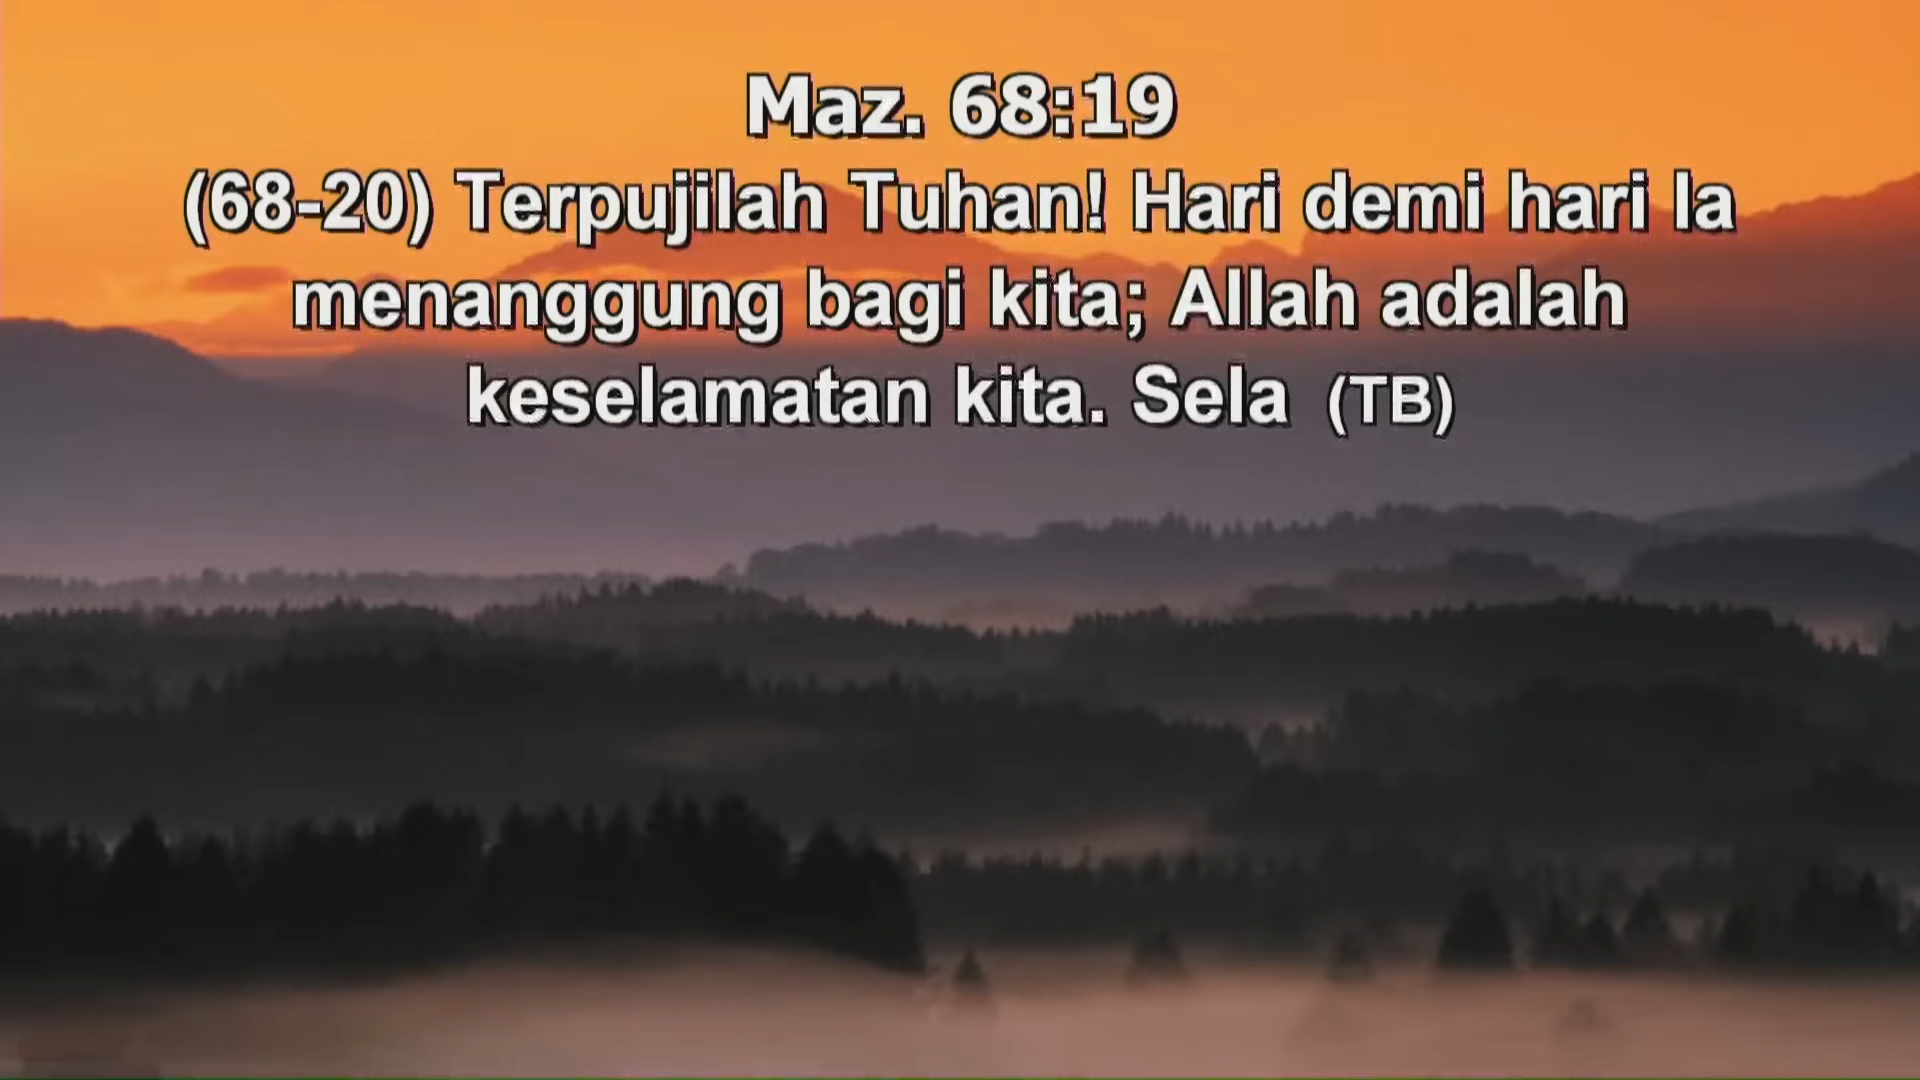 Maz. 68:19
(68-20) Terpujilah Tuhan! Hari demi hari Ia
menanggung bagi kita; Allah adalah
keselamatan kita. Sela (TB)